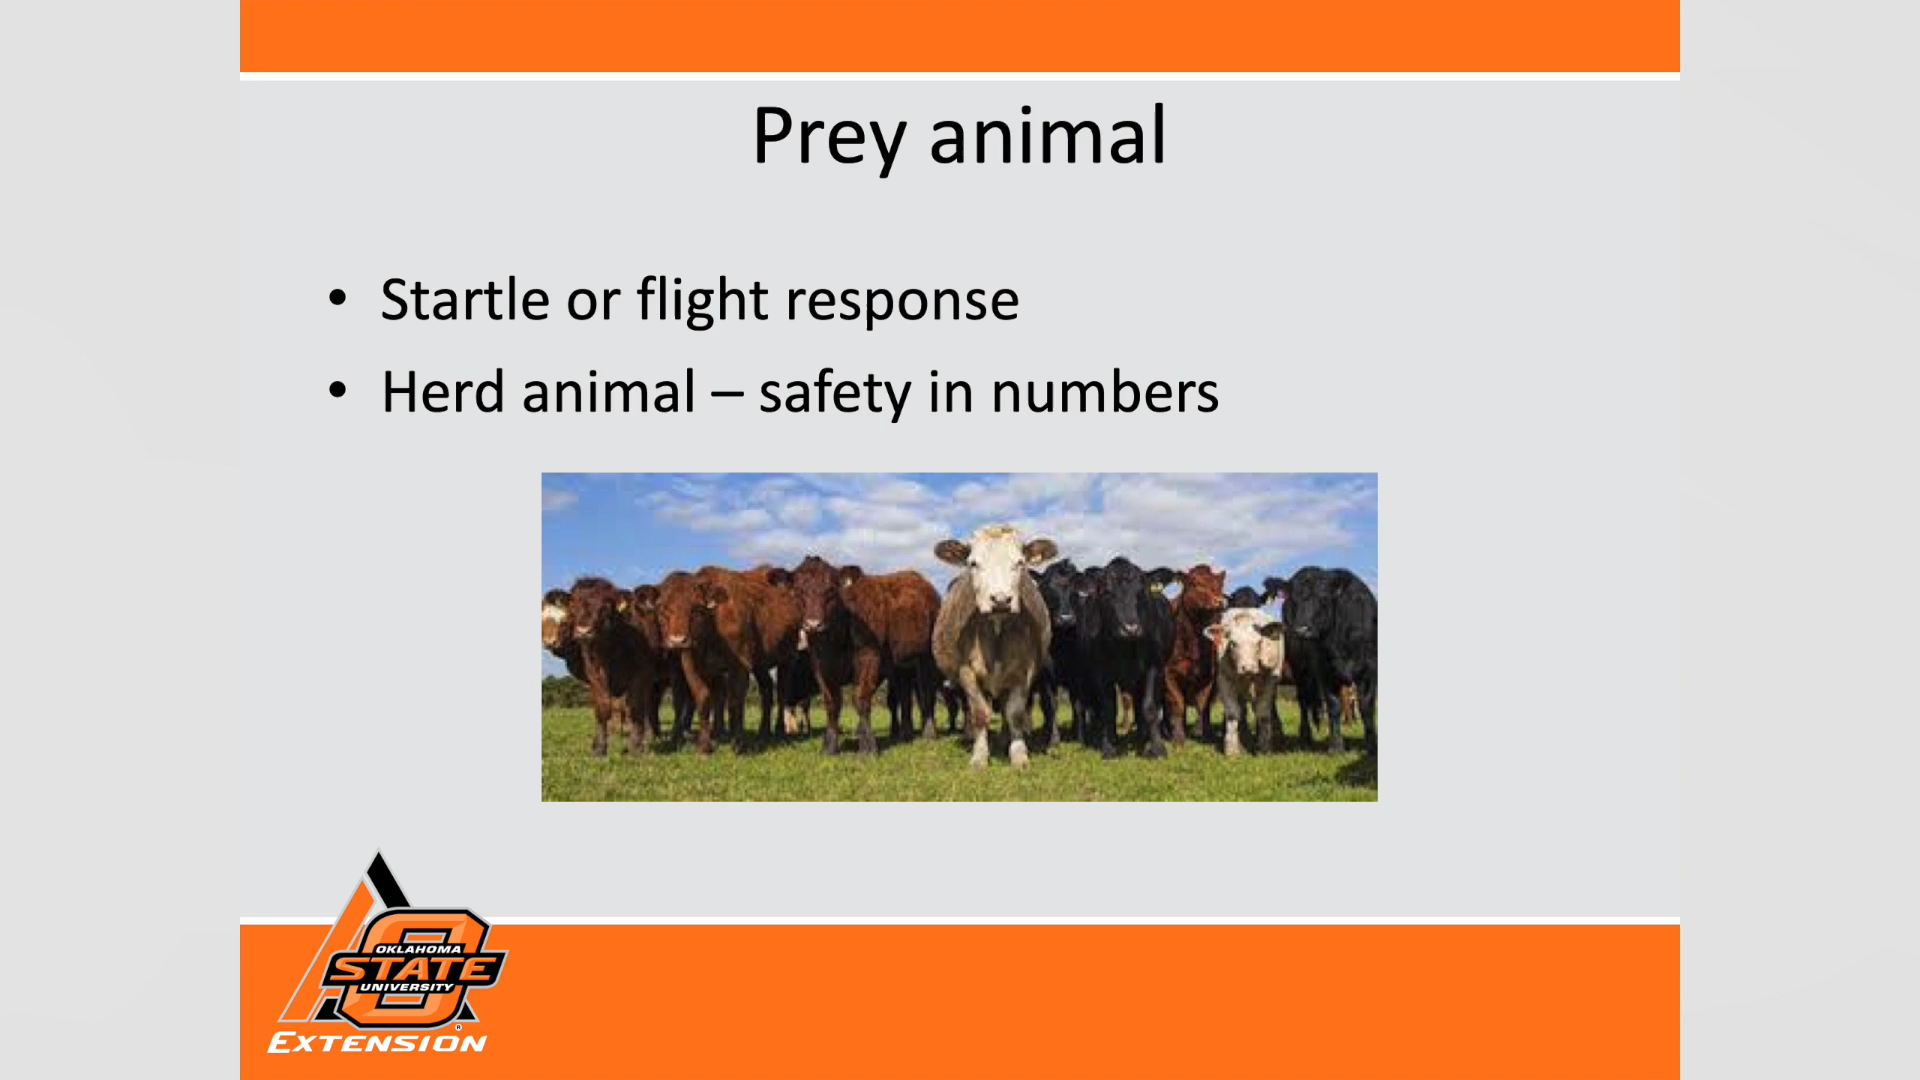 Prey animal
• Startle or flight response
• Herd animal – safety in numbers
OKLAHOMA
STATE
UNIVERSITY
®
EXTENSION